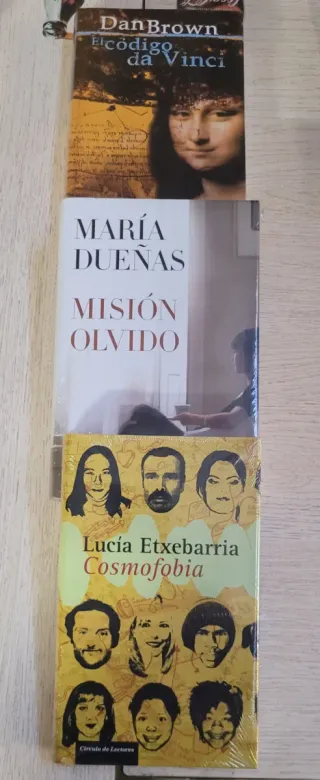 Dan Brown
El código
da Vinci
MARÍA
DUEÑAS
MISIÓN
OLVIDO
Lucía Etxebarria
Cosmofobia
Círculo de Lectores